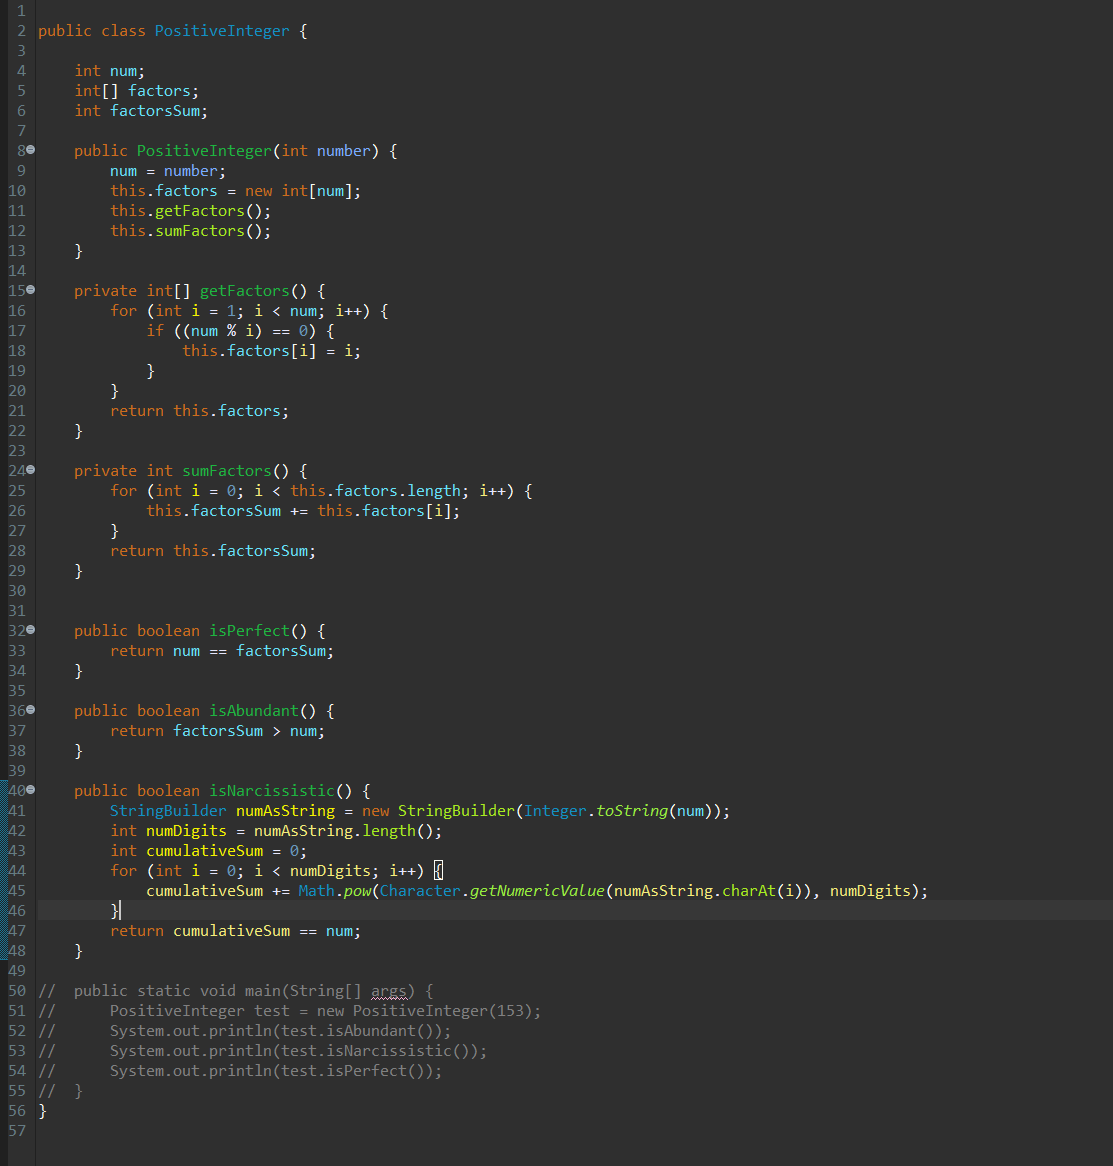 1
2 public class PositiveInteger {
3
4     int num;
5     int[] factors;
6     int factorsSum;
7
8     public PositiveInteger(int number) {
9         num = number;
10         this.factors = new int[num];
11         this.getFactors();
12         this.sumFactors();
13     }
14
15     private int[] getFactors() {
16         for (int i = 1; i < num; i++) {
17             if ((num % i) == 0) {
18                 this.factors[i] = i;
19             }
20         }
21         return this.factors;
22     }
23
24     private int sumFactors() {
25         for (int i = 0; i < this.factors.length; i++) {
26             this.factorsSum += this.factors[i];
27         }
28         return this.factorsSum;
29     }
30
31
32     public boolean isPerfect() {
33         return num == factorsSum;
34     }
35
36     public boolean isAbundant() {
37         return factorsSum > num;
38     }
39
40     public boolean isNarcissistic() {
41         StringBuilder numAsString = new StringBuilder(Integer.toString(num));
42         int numDigits = numAsString.length();
43         int cumulativeSum = 0;
44         for (int i = 0; i < numDigits; i++) {
45             cumulativeSum += Math.pow(Character.getNumericValue(numAsString.charAt(i)), numDigits);
46         }
47         return cumulativeSum == num;
48     }
49
50 //  public static void main(String[] args) {
51 //      PositiveInteger test = new PositiveInteger(153);
52 //      System.out.println(test.isAbundant());
53 //      System.out.println(test.isNarcissistic());
54 //      System.out.println(test.isPerfect());
55 //  }
56 }
57